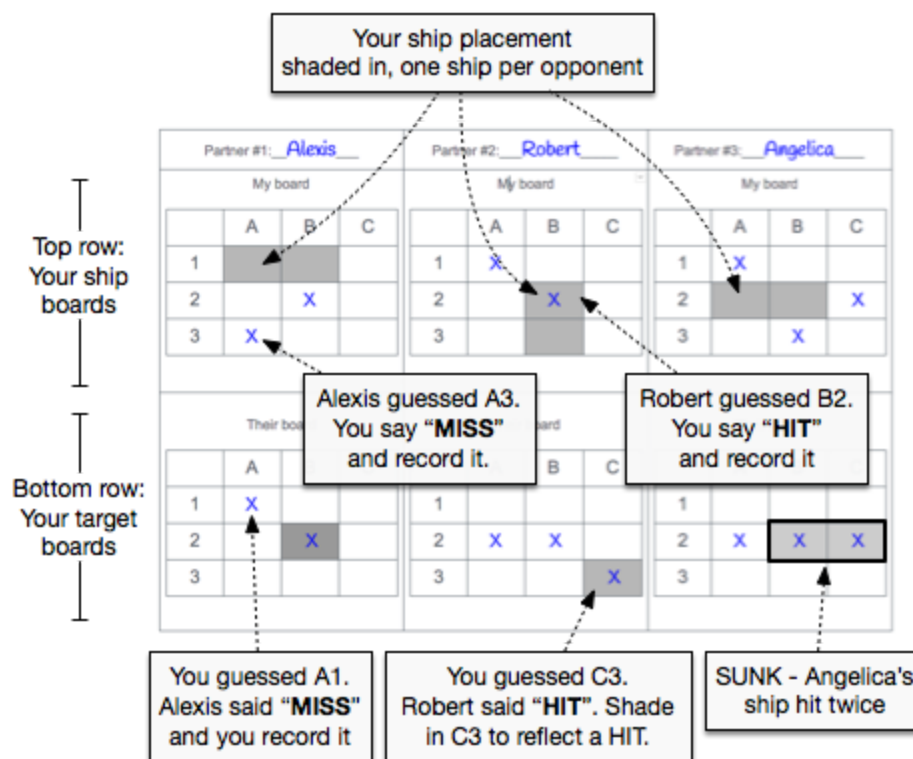 Your ship placement
shaded in, one ship per opponent
Partner #1: Alexis
Partner #2: Robert
Partner #3: Angelica
My board
My board
My board
A B C
A B C
A B C
1
1 X
1 X
2 X
2 X
2 X
3 X
3
3 X
Top row:
Your ship
boards
Alexis guessed A3.
You say “MISS”
and record it.
Robert guessed B2.
You say “HIT”
and record it
Their
A
B C
1 X
1
1
2 X
2 X X
2 X X X
3
3 X
3
Bottom row:
Your target
boards
You guessed A1.
Alexis said “MISS”
and you record it
You guessed C3.
Robert said “HIT”. Shade
in C3 to reflect a HIT.
SUNK - Angelica's
ship hit twice